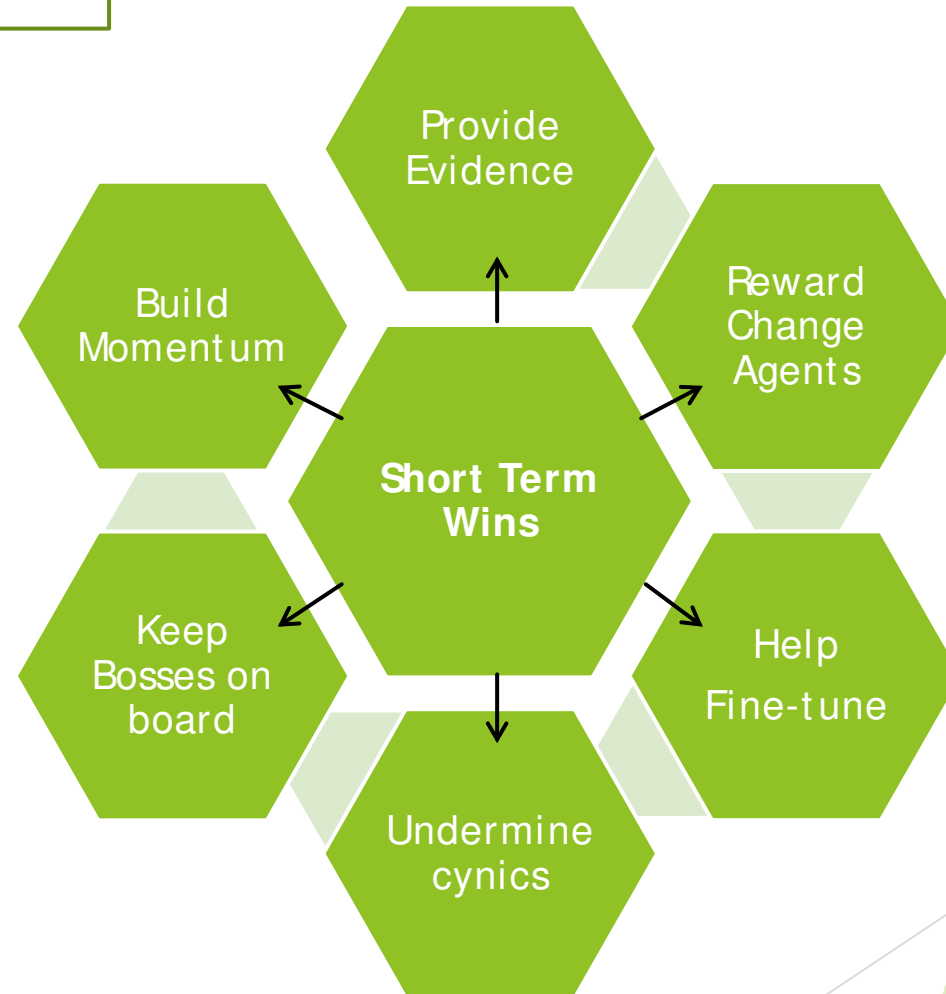 Provide
Evidence
Reward
Change
Agents
Build
Momentum
Short Term
Wins
Help
Fine-tune
Keep
Bosses on
board
Undermine
cynics